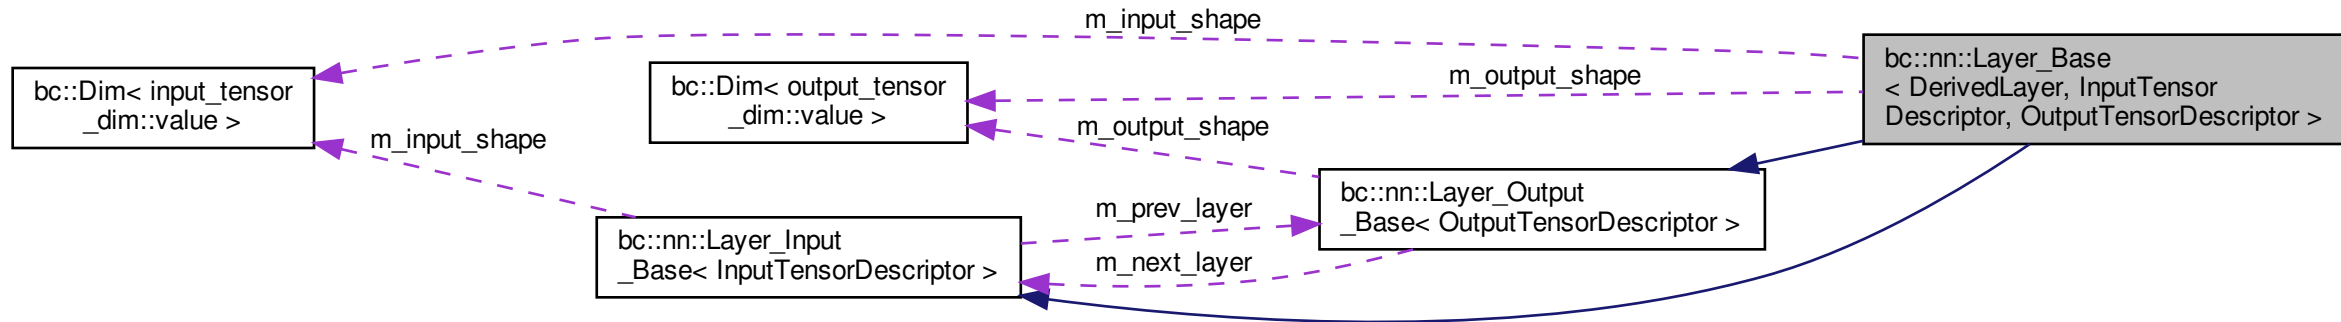 m_input_shape
bc::nn::Layer_Base
< DerivedLayer, InputTensor
Descriptor, OutputTensorDescriptor >
bc::Dim< input_tensor
_dim::value >
bc::Dim< output_tensor
_dim::value >
m_output_shape
m_input_shape
m_output_shape
bc::nn::Layer_Output
_Base< OutputTensorDescriptor >
m_prev_layer
bc::nn::Layer_Input
_Base< InputTensorDescriptor >
m_next_layer